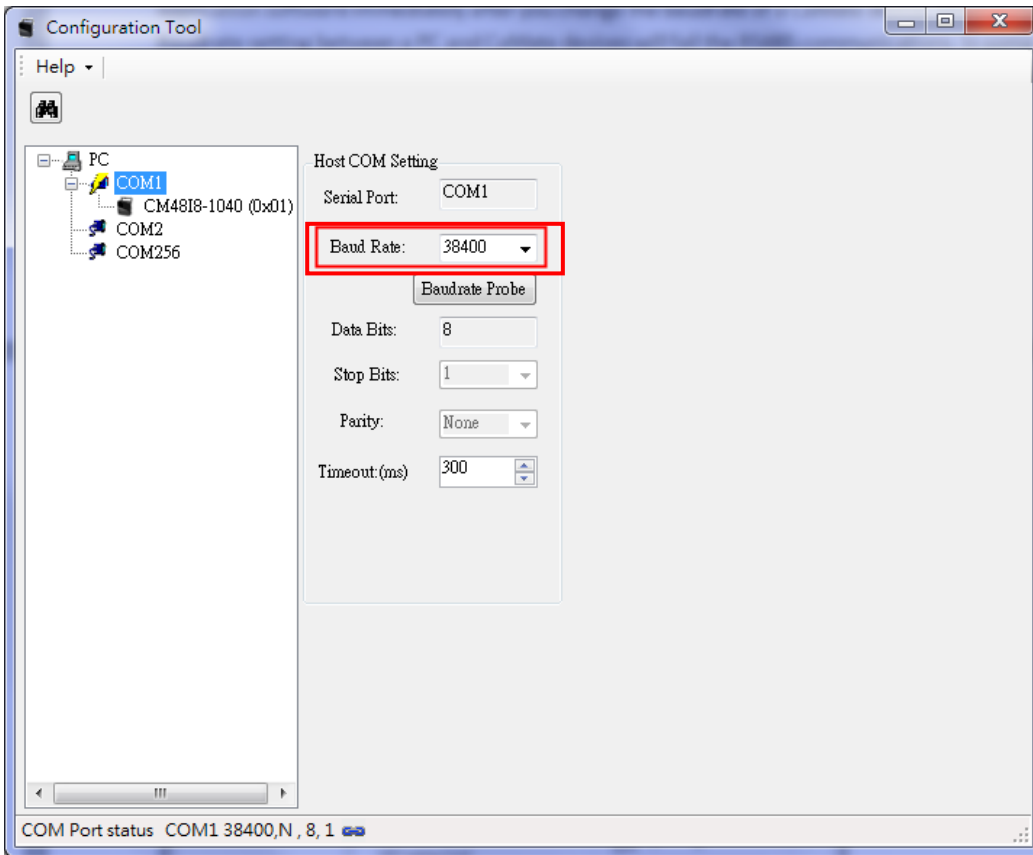 Configuration Tool
Help
PC
COM1
CM48I8-1040 (0x01)
COM2
COM256
Host COM Setting
Serial Port: COM1
Baud Rate: 38400
Baudrate Probe
Data Bits: 8
Stop Bits: 1
Parity: None
Timeout:(ms) 300
COM Port status COM1 38400,N , 8, 1